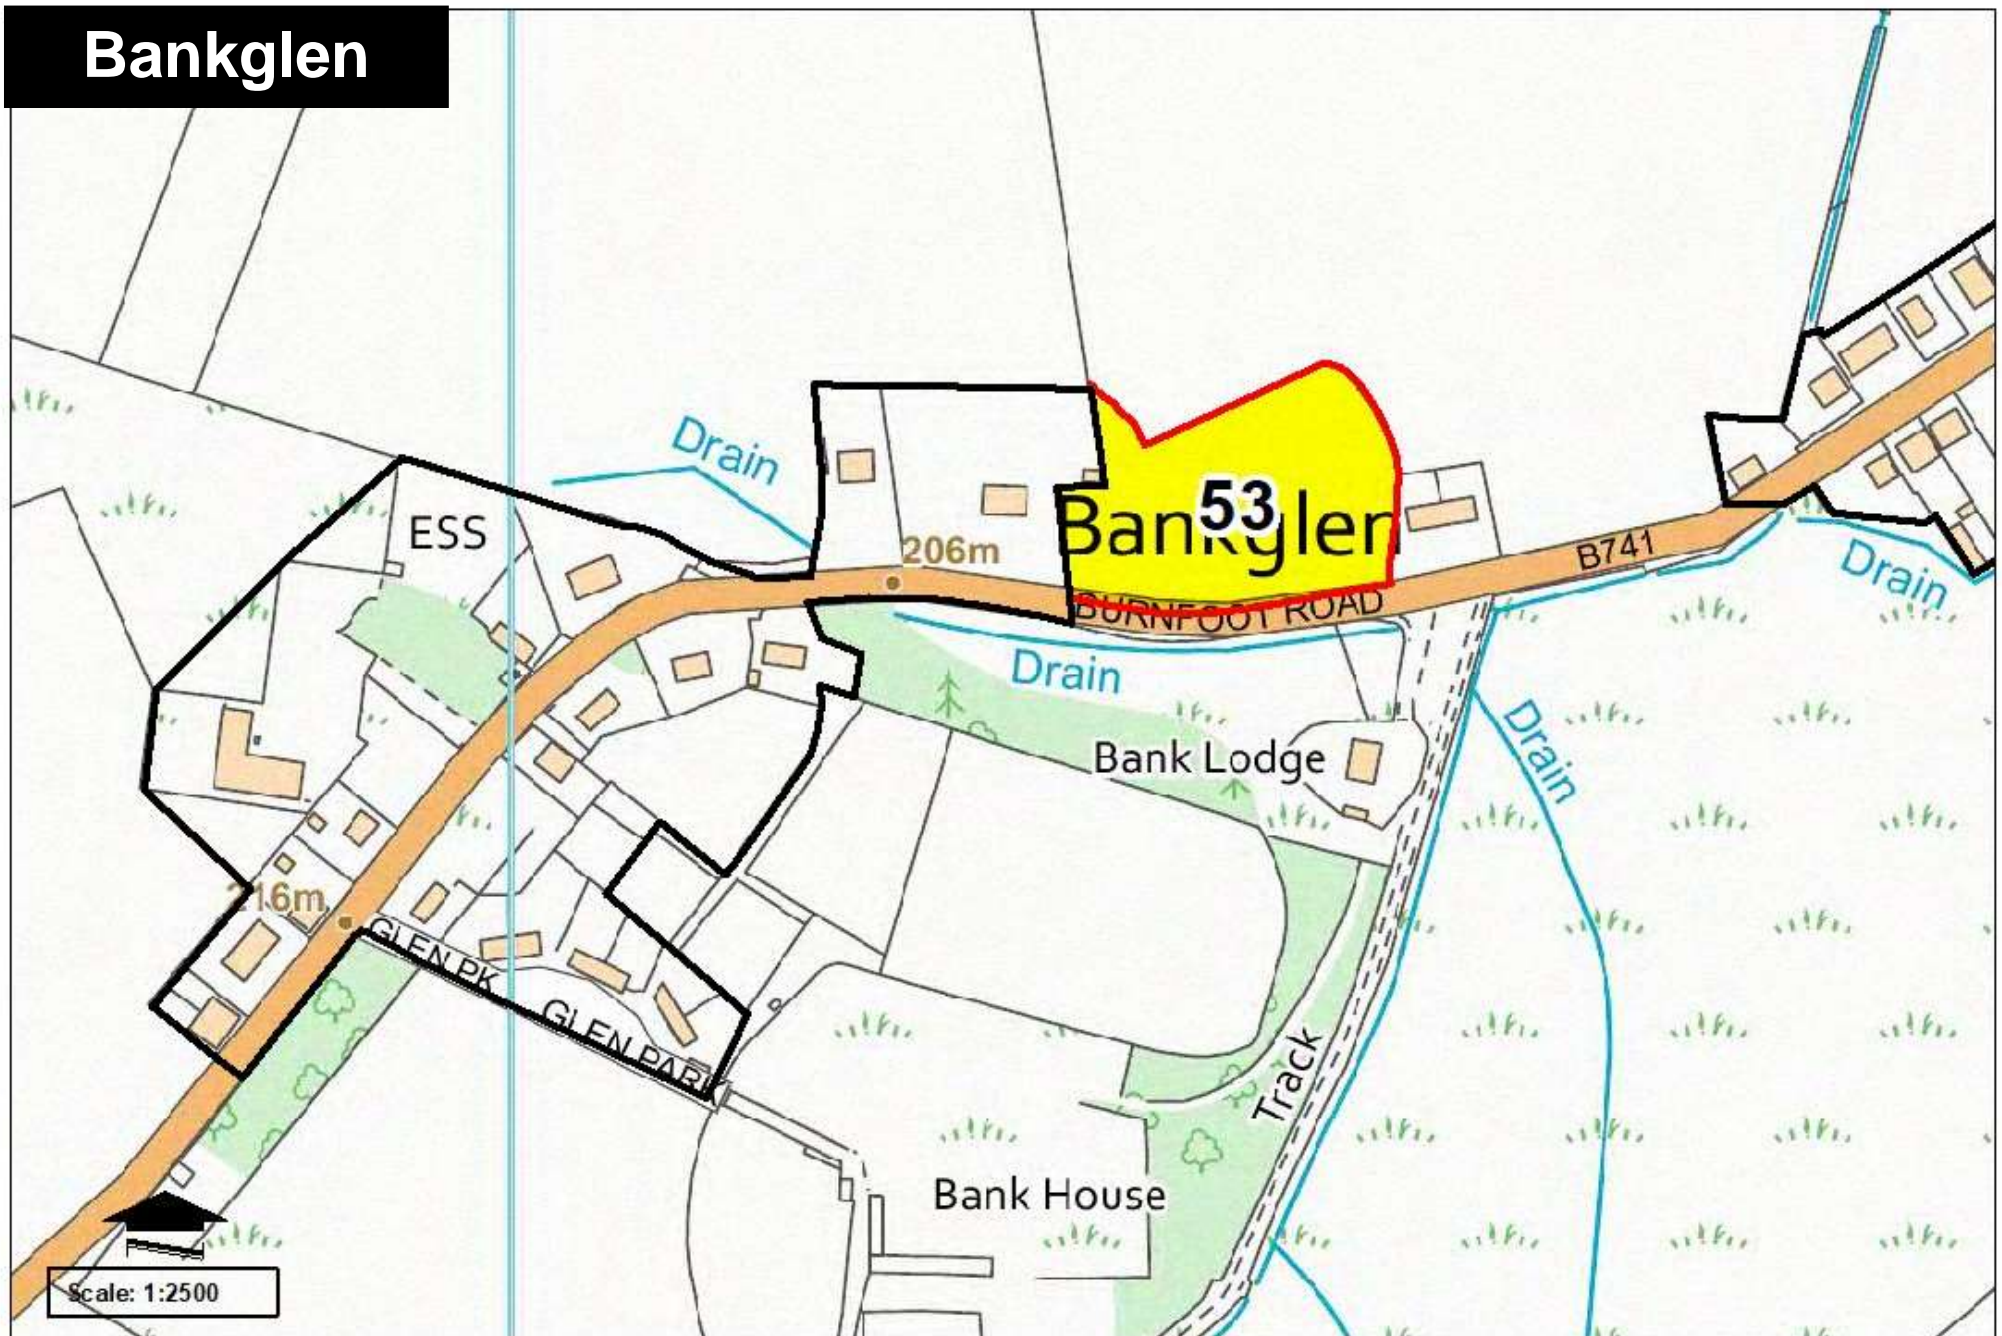 Bankglen
Drain
ESS
53
Bankglen
206m
B741
BURNFOOT ROAD
Drain
Drain
Drain
Bank Lodge
216m
GLEN PK
GLEN PARK
Track
Bank House
Scale: 1:2500